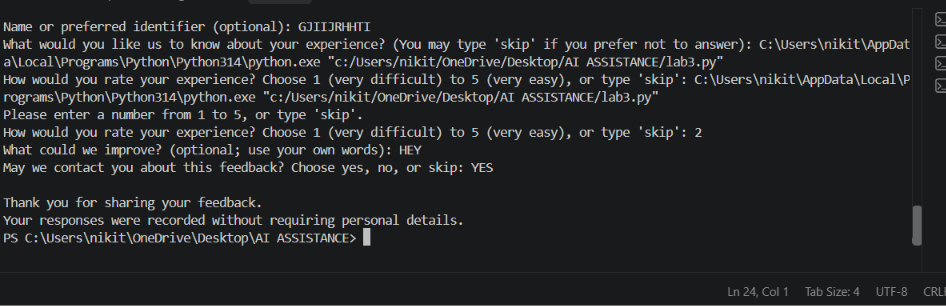 Name or preferred identifier (optional): GJIIJRHHTI
What would you like us to know about your experience? (You may type 'skip' if you prefer not to answer): C:\Users\nikit\AppDat
a\Local\Programs\Python\Python314\python.exe "c:/Users/nikit/OneDrive/Desktop/AI ASSISTANCE/lab3.py"
How would you rate your experience? Choose 1 (very difficult) to 5 (very easy), or type 'skip': C:\Users\nikit\AppData\Local\P
rograms\Python\Python314\python.exe "c:/Users/nikit/OneDrive/Desktop/AI ASSISTANCE/lab3.py"
Please enter a number from 1 to 5, or type 'skip'.
How would you rate your experience? Choose 1 (very difficult) to 5 (very easy), or type 'skip': 2
What could we improve? (optional; use your own words): HEY
May we contact you about this feedback? Choose yes, no, or skip: YES
Thank you for sharing your feedback.
Your responses were recorded without requiring personal details.
PS C:\Users\nikit\OneDrive\Desktop\AI ASSISTANCE>
Ln 24, Col 1 Tab Size: 4 UTF-8 CRL